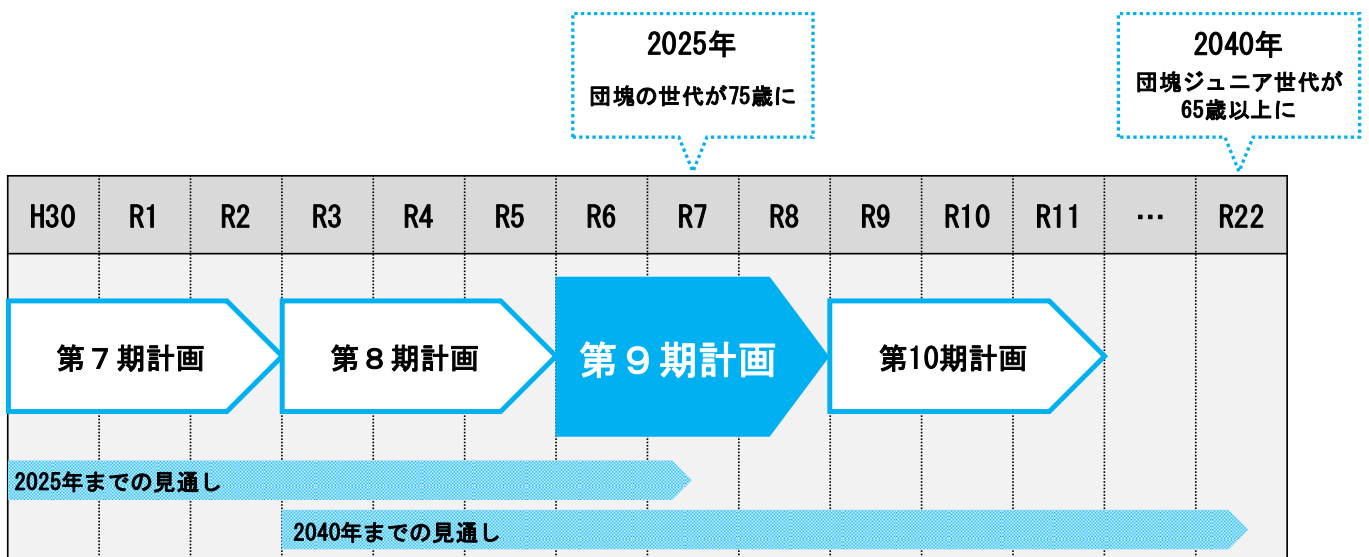 2025年
団塊の世代が75歳に
2040年
団塊ジュニア世代が
65歳以上に
H30 R1 R2 R3 R4 R5 R6 R7 R8 R9 R10 R11 … R22
第７期計画 第８期計画 第９期計画 第10期計画
2025年までの見通し
2040年までの見通し